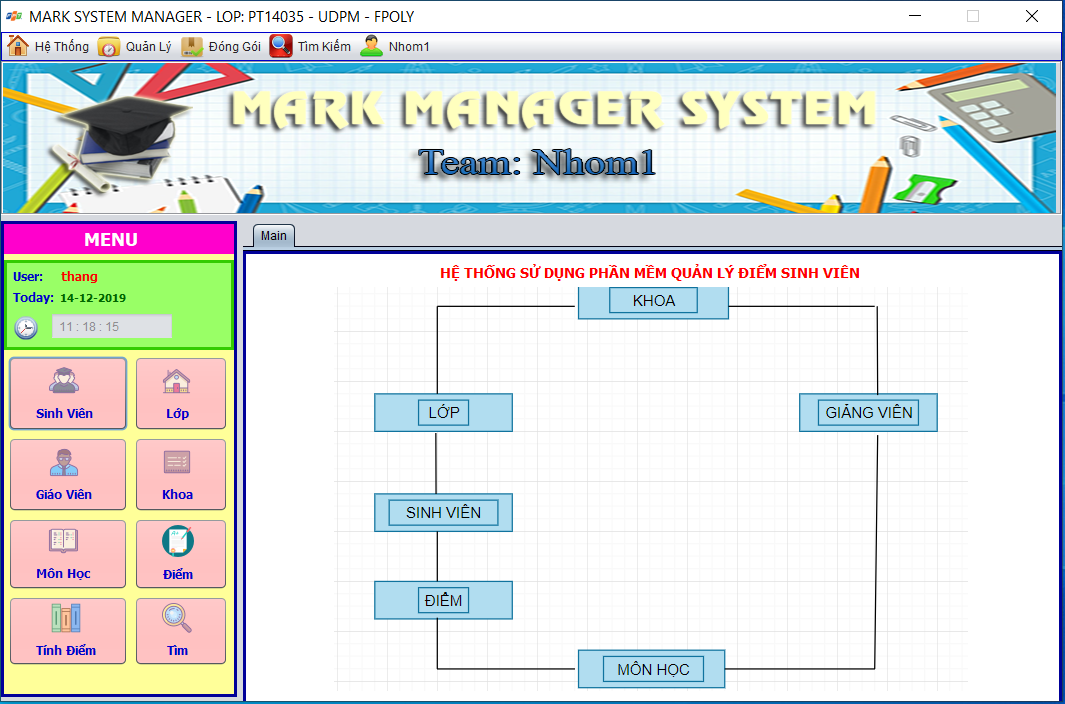 MARK SYSTEM MANAGER - LOP: PT14035 - UDPM - FPOLY
Hệ Thống Quản Lý Đóng Gói Tìm Kiếm Nhom1
MARK MANAGER SYSTEM
Team: Nhom1
MENU
User: thang
Today: 14-12-2019
11 : 18 : 15
Sinh Viên Lớp
Giáo Viên Khoa
Môn Học Điểm
Tính Điểm Tìm
Main
HỆ THỐNG SỬ DỤNG PHẦN MỀM QUẢN LÝ ĐIỂM SINH VIÊN
KHOA
LỚP GIẢNG VIÊN
SINH VIÊN
ĐIỂM
MÔN HỌC